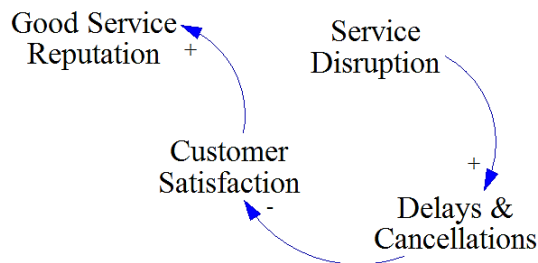 Good Service
Reputation
+
Service
Disruption
Customer
Satisfaction
-
+
Delays &
Cancellations